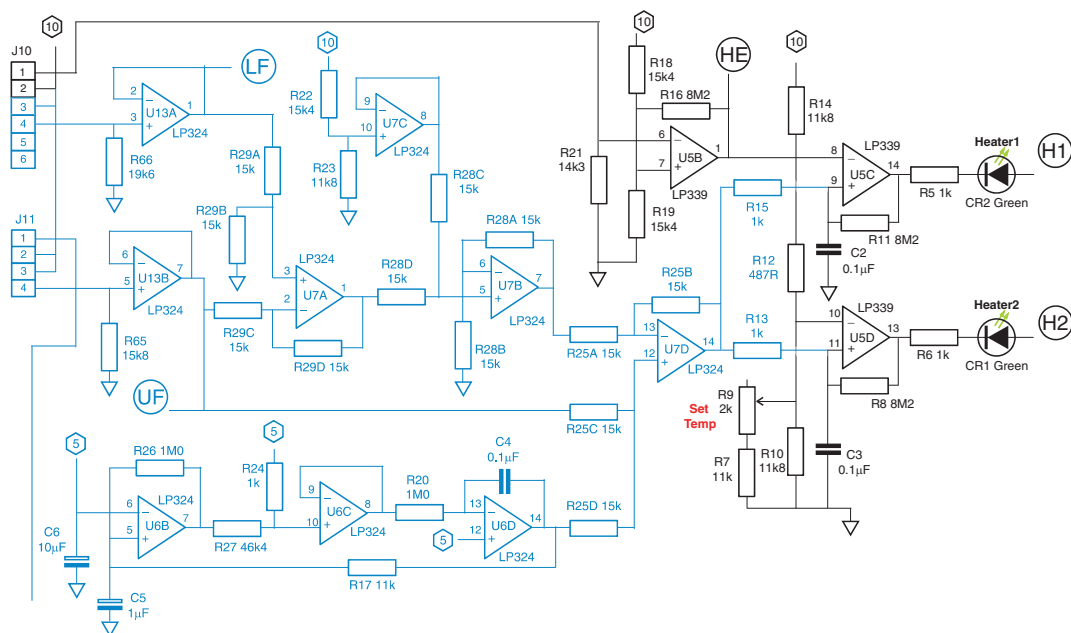 10
J10
1
2
3
4
5
6
LF
2
3
1
U13A
LP324
R66
19k6
R29A
15k
10
R22
15k4
R23
11k8
9
10
8
U7C
LP324
R28C
15k
10
R18
15k4
R16 8M2
HE
6
7
1
U5B
LP339
R21
14k3
R19
15k4
10
R14
11k8
LP339
8
9
14
U5C
R15
1k
R11 8M2
C2
0.1µF
R5 1k
Heater1
CR2 Green
H1
R12
487R
J11
1
2
3
4
6
5
7
U13B
LP324
R65
15k8
R29B
15k
LP324
3
2
1
U7A
R29C
15k
R29D 15k
R28D
15k
R28A 15k
6
5
7
U7B
LP324
R28B
15k
R25A 15k
R25B
15k
13
12
14
U7D
LP324
R13
1k
LP339
10
11
13
U5D
R8 8M2
R6 1k
Heater2
CR1 Green
H2
UF
R25C 15k
Set
Temp
R9
2k
R7
11k
R10
11k8
C3
0.1µF
5
R26 1M0
LP324
6
5
7
U6B
C6
10µF
C5
1µF
R27 46k4
5
R24
1k
9
10
8
U6C
LP324
R20
1M0
C4
0.1µF
13
12
14
U6D
LP324
5
R25D 15k
R17 11k